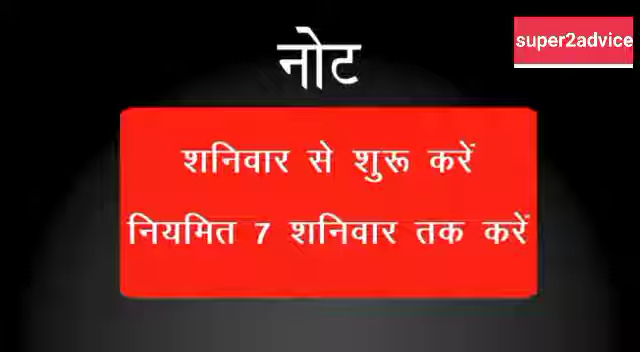 नोट
super2advice
शनिवार से शुरू करें
नियमित 7 शनिवार तक करें